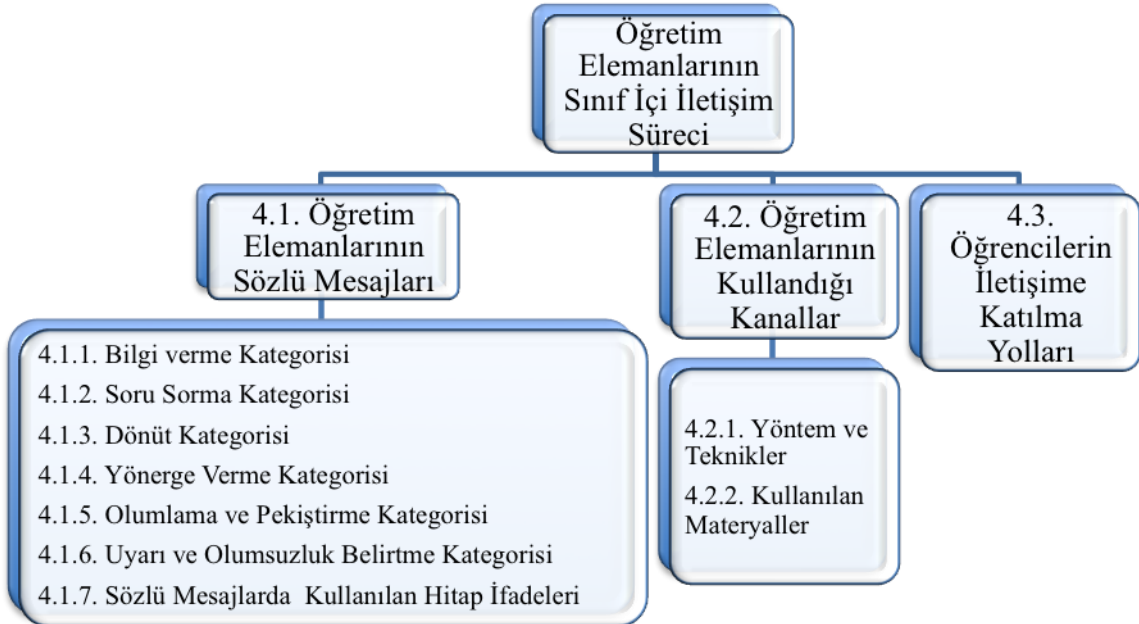 Öğretim
Elemanlarının
Sınıf İçi İletişim
Süreci
4.1. Öğretim
Elemanlarının
Sözlü Mesajları
4.1.1. Bilgi verme Kategorisi
4.1.2. Soru Sorma Kategorisi
4.1.3. Dönüt Kategorisi
4.1.4. Yönerge Verme Kategorisi
4.1.5. Olumlama ve Pekiştirme Kategorisi
4.1.6. Uyarı ve Olumsuzluk Belirtme Kategorisi
4.1.7. Sözlü Mesajlarda Kullanılan Hitap İfadeleri
4.2. Öğretim
Elemanlarının
Kullandığı
Kanallar
4.2.1. Yöntem ve
Teknikler
4.2.2. Kullanılan
Materyaller
4.3.
Öğrencilerin
İletişime
Katılma
Yolları